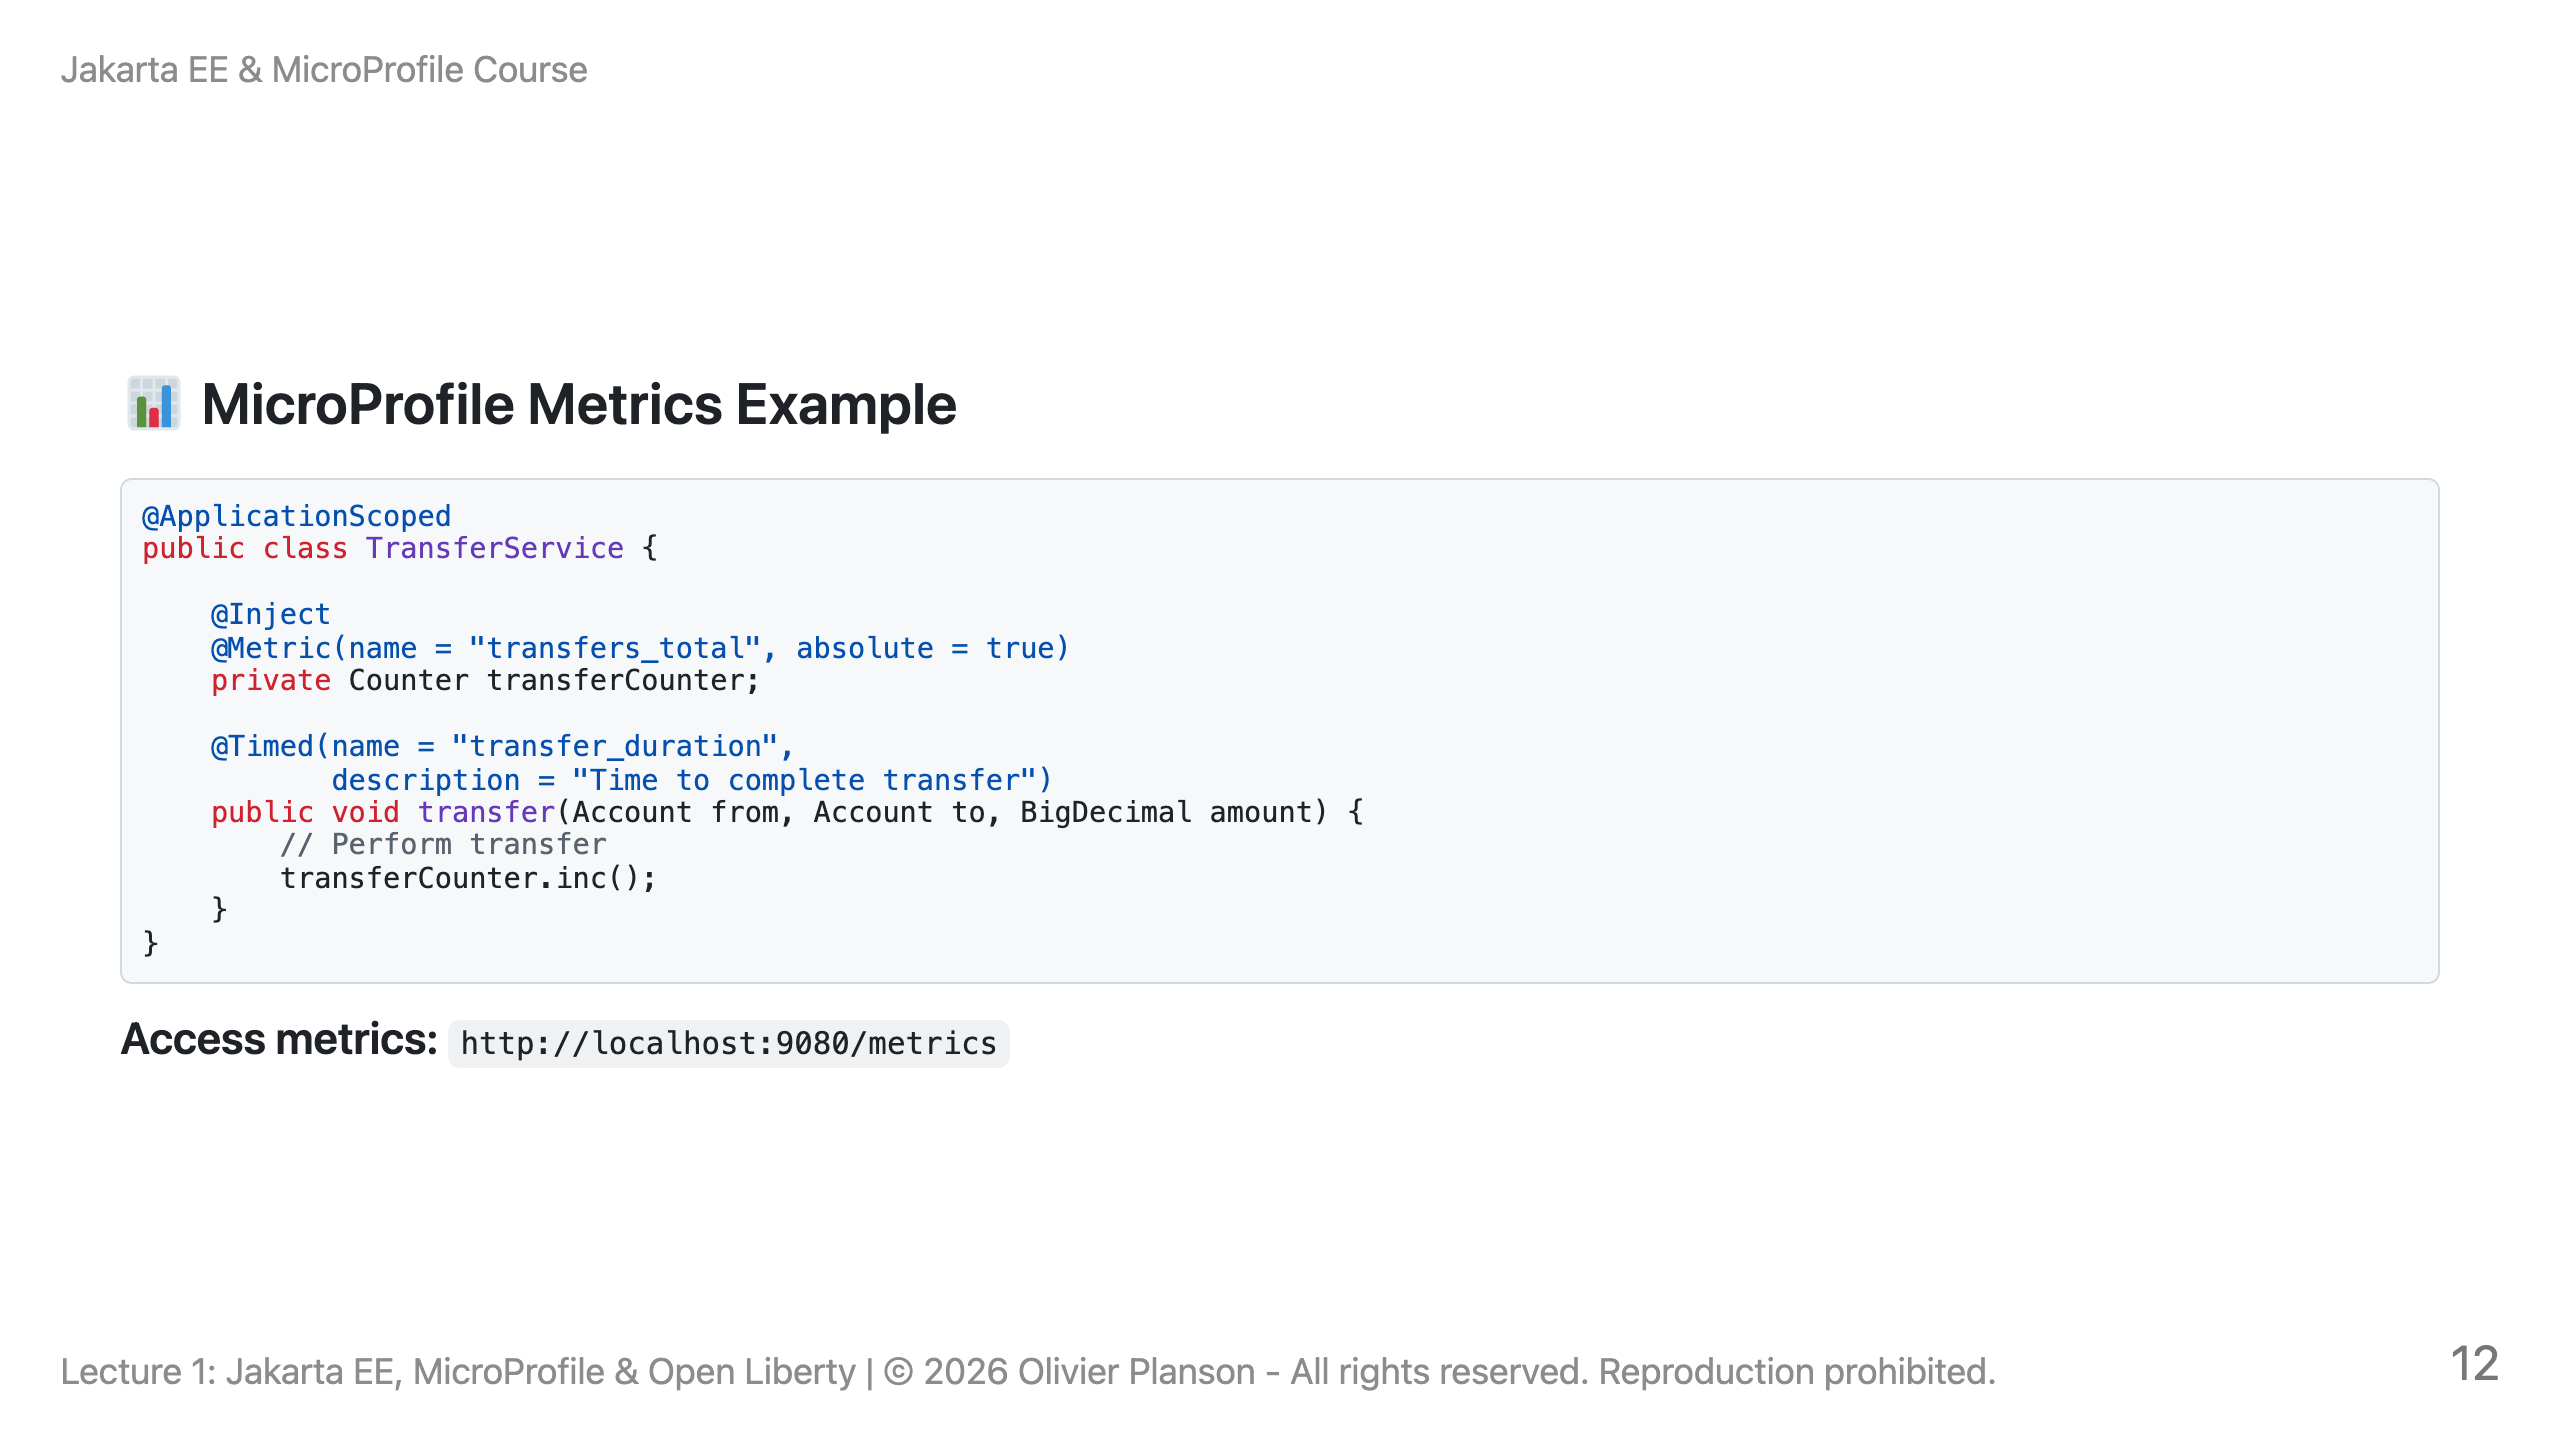 Jakarta EE & MicroProfile Course
📊 MicroProfile Metrics Example
@ApplicationScoped
public class TransferService {
    @Inject
    @Metric(name = "transfers_total", absolute = true)
    private Counter transferCounter;
    @Timed(name = "transfer_duration",
           description = "Time to complete transfer")
    public void transfer(Account from, Account to, BigDecimal amount) {
        // Perform transfer
        transferCounter.inc();
    }
}
Access metrics: http://localhost:9080/metrics
Lecture 1: Jakarta EE, MicroProfile & Open Liberty | © 2026 Olivier Planson - All rights reserved. Reproduction prohibited.
12